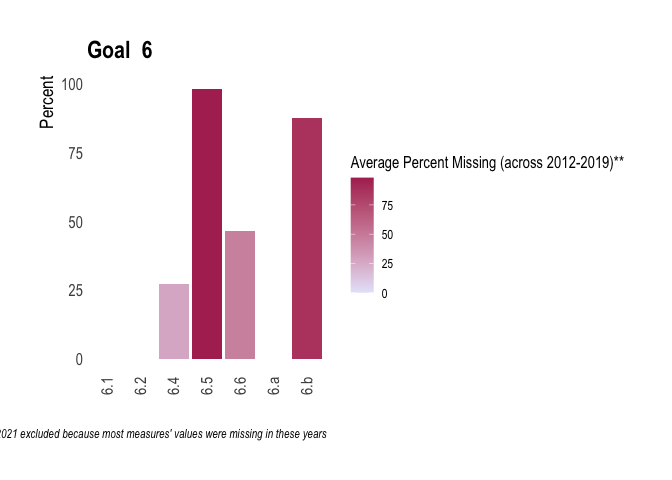 Goal 6
Percent
100
75
50
25
0
6.1
6.2
6.4
6.5
6.6
6.a
6.b
Average Percent Missing (across 2012-2019)**
75
50
25
0
excluded because most measures' values were missing in these years